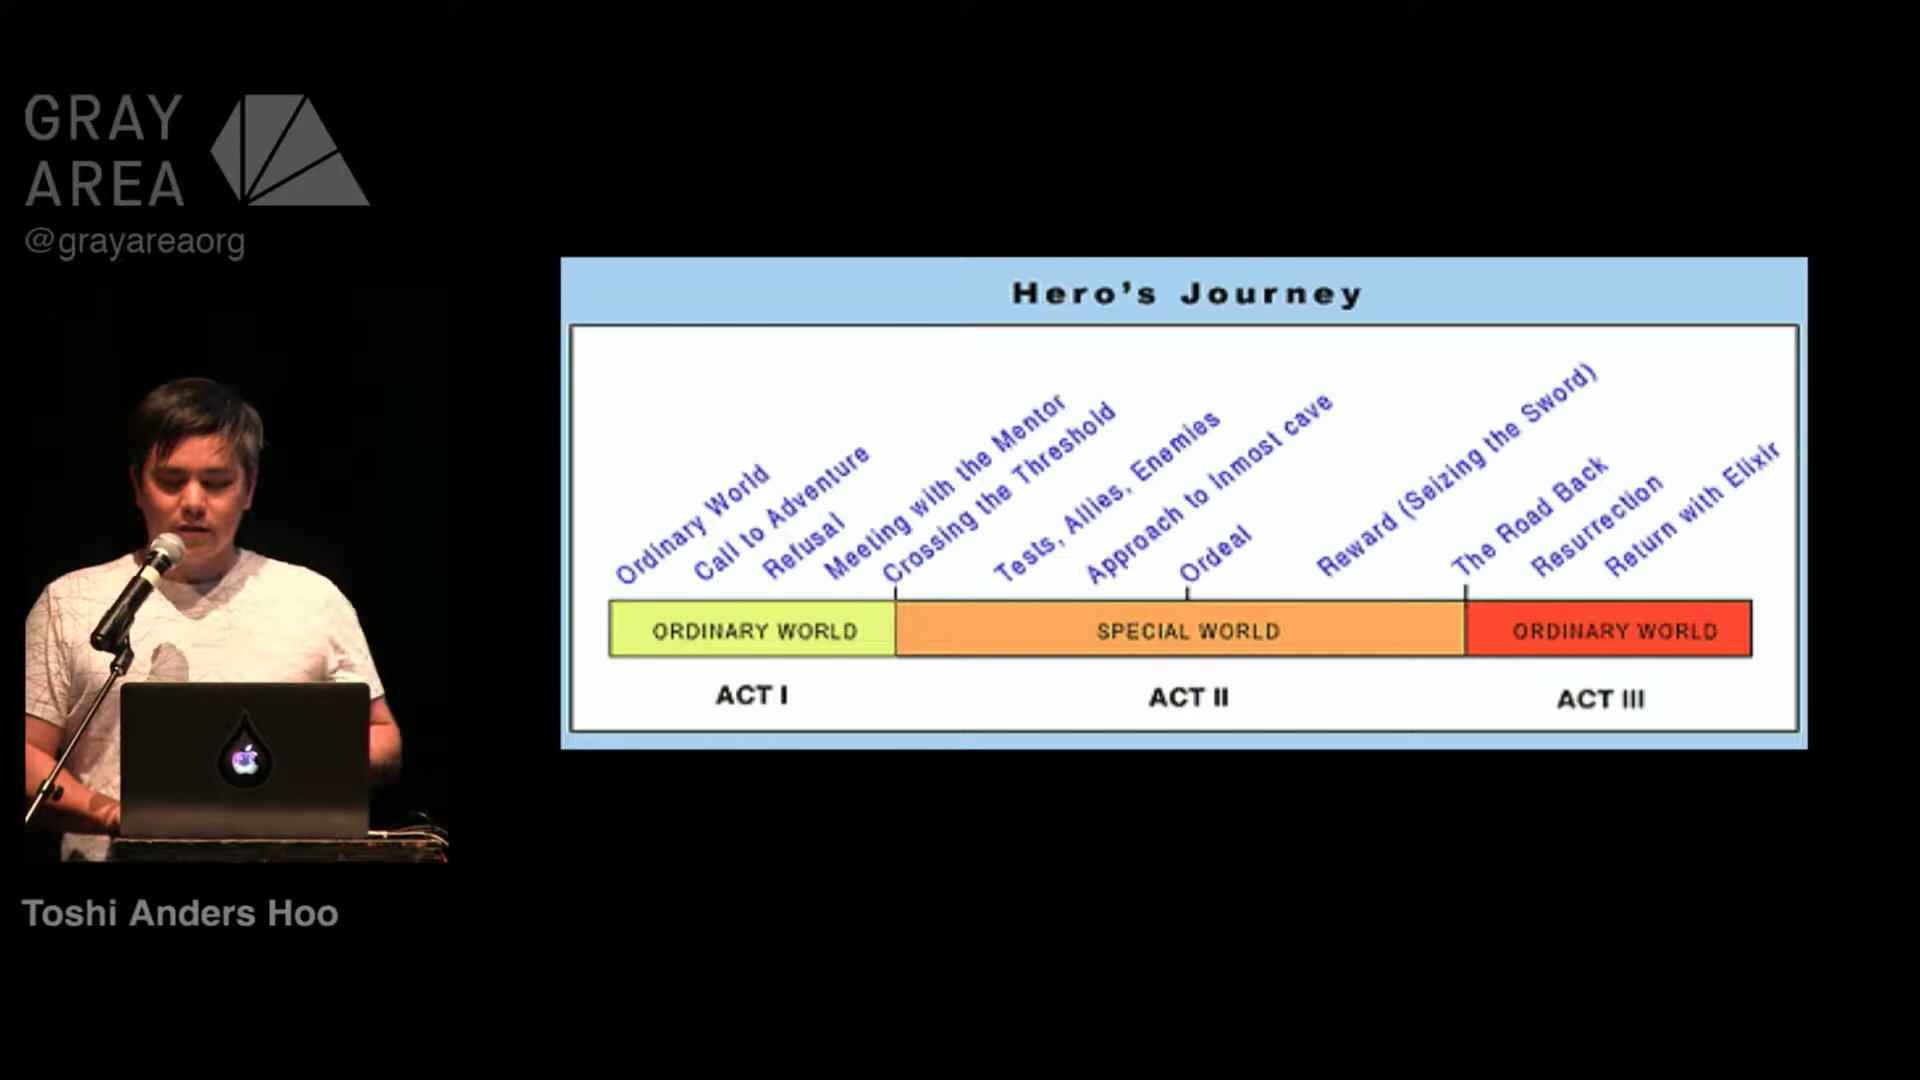 GRAY
AREA
@grayareaorg
Hero's Journey
Ordinary World
Call to Adventure
Refusal
Meeting with the Mentor
Crossing the Threshold
Tests, Allies, Enemies
Approach to Inmost cave
Ordeal
Reward (Seizing the Sword)
The Road Back
Resurrection
Return with Elixir
ORDINARY WORLD
SPECIAL WORLD
ORDINARY WORLD
ACT I
ACT II
ACT III
Toshi Anders Hoo